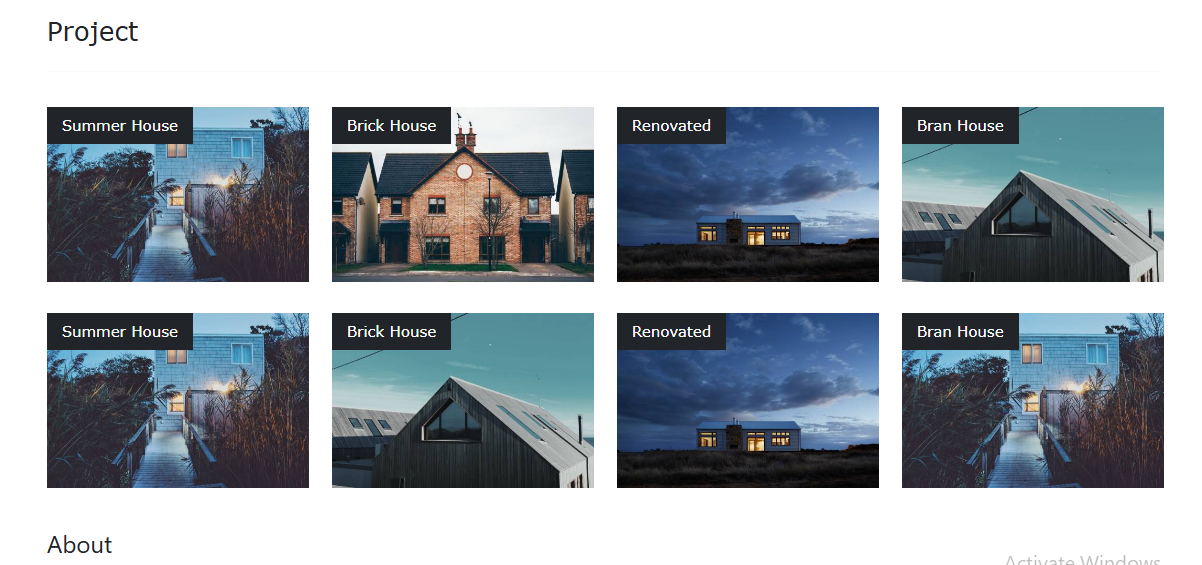 Project
Summer House
Brick House
Renovated
Bran House
Summer House
Brick House
Renovated
Bran House
About
Activate Windows